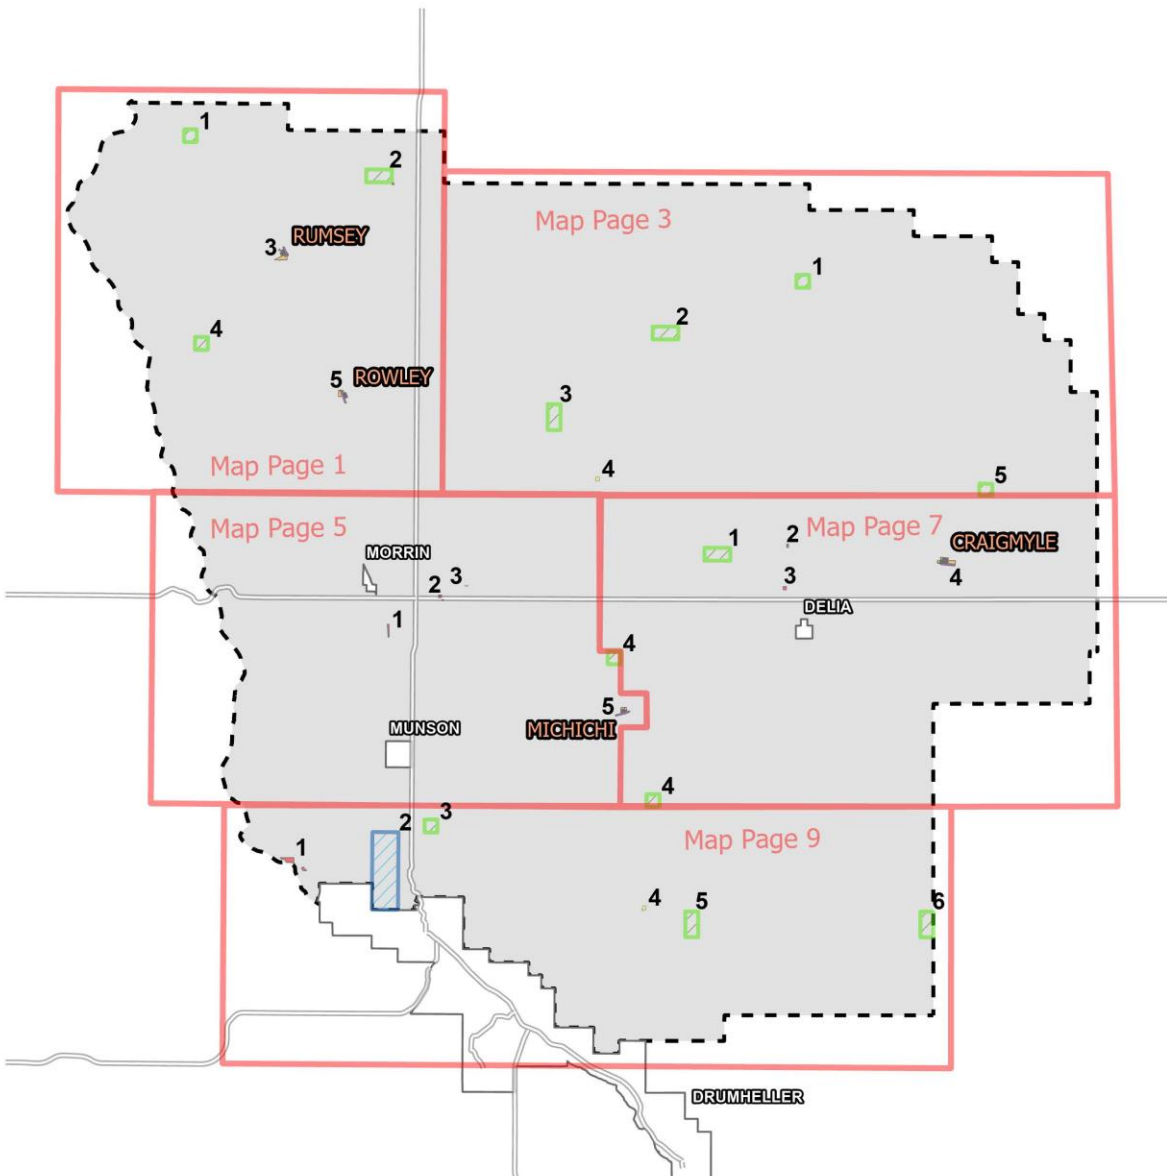 1
2
3 RUMSEY
4
5 ROWLEY
Map Page 1
Map Page 3
1
2
3
4
5
Map Page 5
MORRIN
2 3
1
MUNSON
4
5
MICHICHI
Map Page 7
1
2
CRAIGMYLE
3
4
DELIA
4
Map Page 9
1
2
3
4
5
6
DRUMHELLER